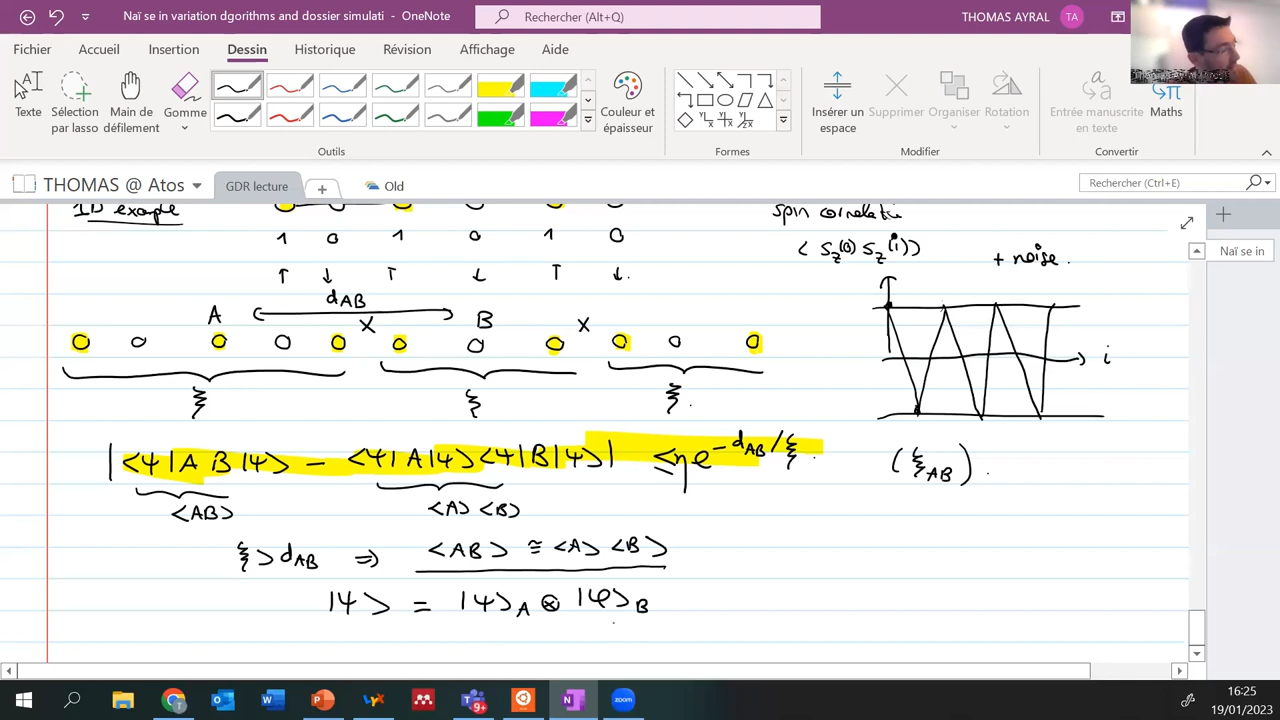 Naï se in variation dgorithms and dossier simulati - OneNote
Rechercher (Alt+Q)
THOMAS AYRAL TA
Fichier Accueil Insertion Dessin Historique Révision Affichage Aide
Texte
Sélection par lasso
Main de défilement
Gomme
Couleur et épaisseur
Insérer un espace
Supprimer
Organiser
Rotation
Entrée manuscrite en texte
Maths
Outils
Formes
Modifier
Convertir
THOMAS @ Atos
GDR lecture
Old
Rechercher (Ctrl+E)
Naï se in
1D example
spin correlati
1 0 1 0 1 0
< S_z(0) S_z(i) >
+ noise.
↑ ↓ ↑ ↓ ↑ ↓.
d_AB
A B
x x
i
ξ ξ ξ.
|<ψ|A B|ψ> - <ψ|A|ψ><ψ|B|ψ>| ≤ η e^{-d_AB/ξ}.
(ξ_AB).
<AB> <A> <B>
ξ > d_AB ⇒ <AB> ≅ <A> <B>
|ψ> = |ψ>_A ⊗ |φ>_B
9+
16:25
19/01/2023